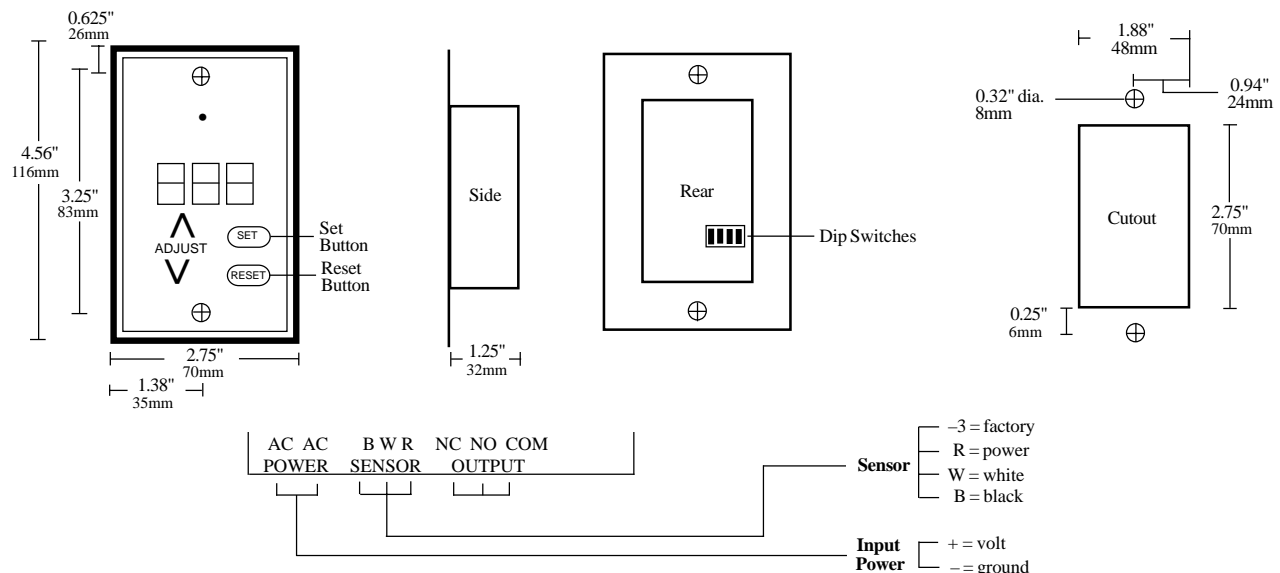 0.625"
26mm
4.56"
116mm
3.25"
83mm
ADJUST
SET
RESET
Set
Button
Reset
Button
2.75"
70mm
1.38"
35mm
Side
1.25"
32mm
Rear
Dip Switches
1.88"
48mm
0.94"
24mm
0.32" dia.
8mm
Cutout
2.75"
70mm
0.25"
6mm
AC AC
POWER
B W R
SENSOR
NC NO COM
OUTPUT
Sensor
–3 = factory
R = power
W = white
B = black
Input
Power
+ = volt
– = ground